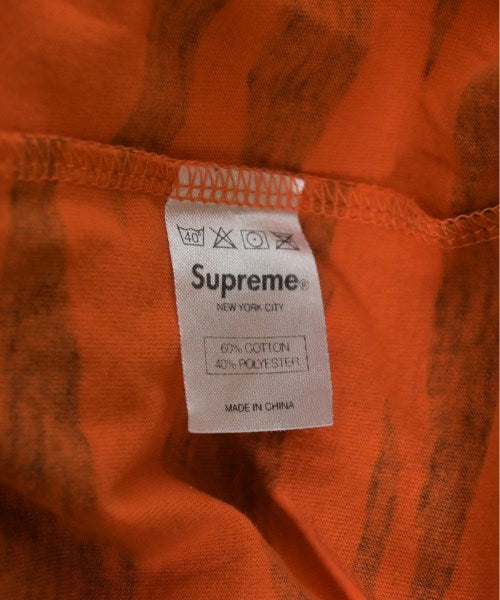 40°
Supreme®
NEW YORK CITY
60% COTTON
40% POLYESTER
MADE IN CHINA